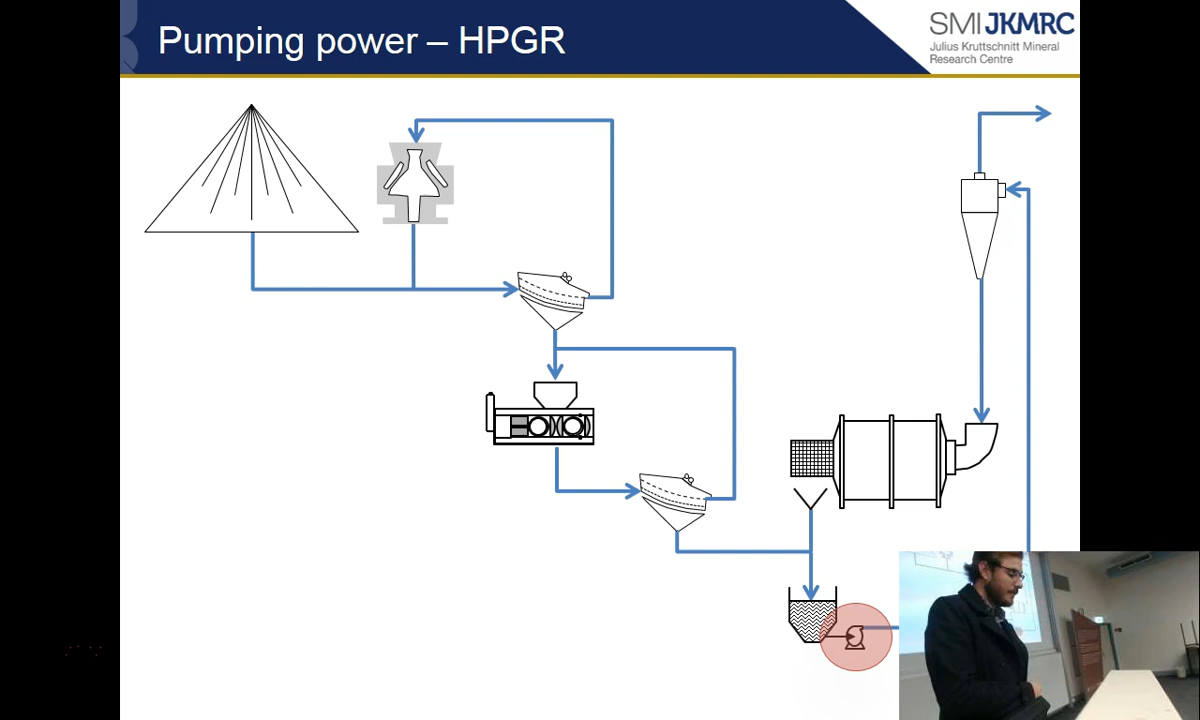 Pumping power – HPGR
SMI JKMRC
Julius Kruttschnitt Mineral
Research Centre